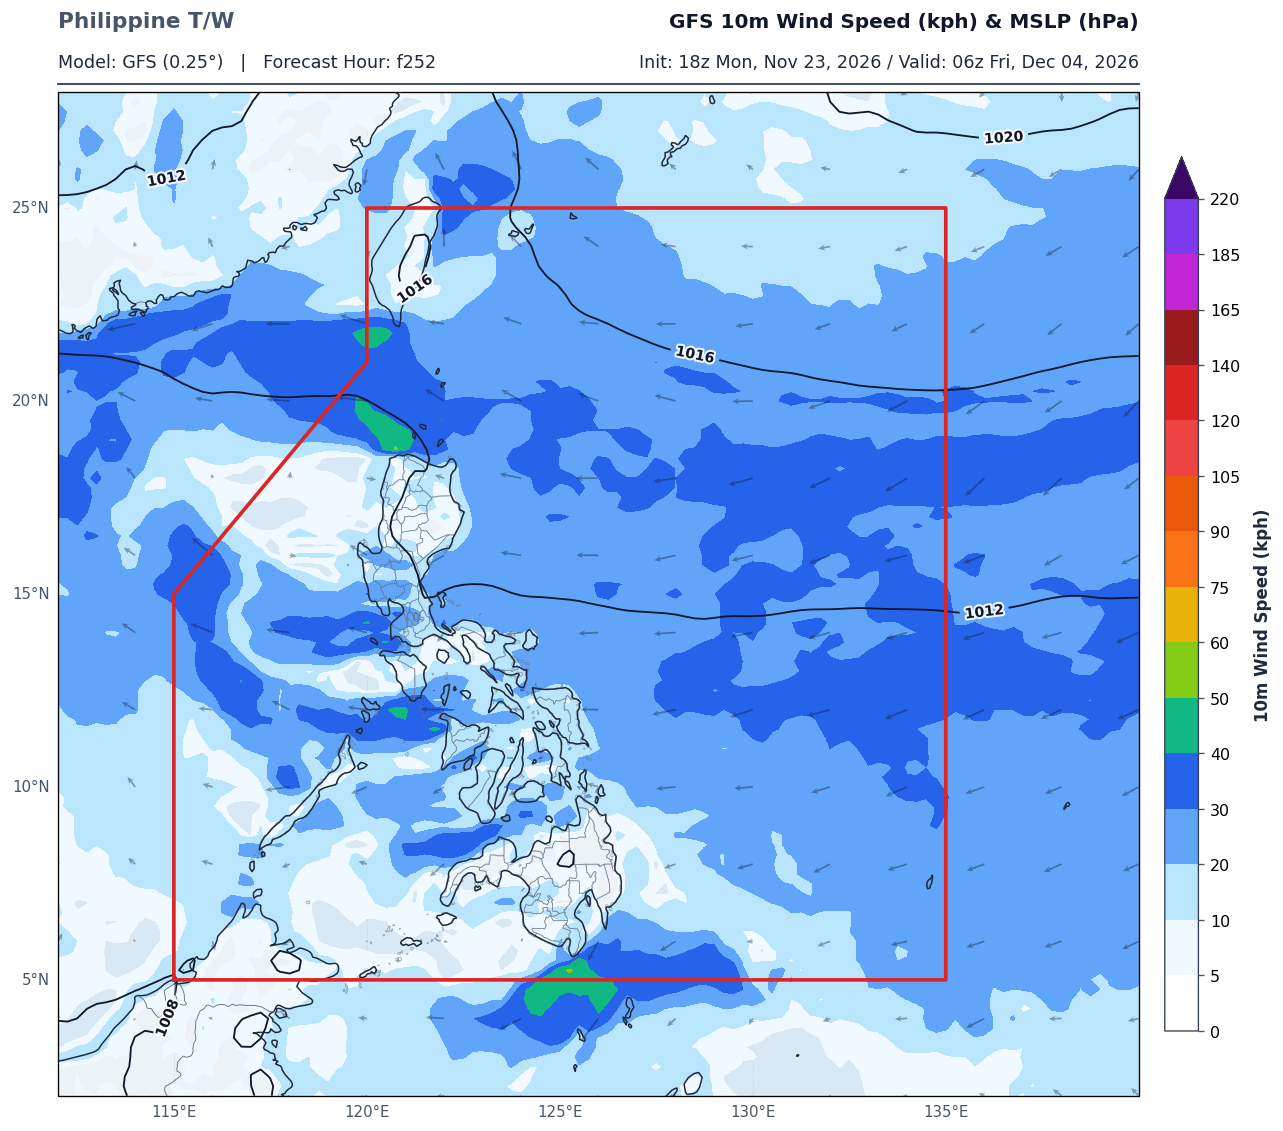 Philippine T/W
GFS 10m Wind Speed (kph) & MSLP (hPa)
Model: GFS (0.25°) | Forecast Hour: f252
Init: 18z Mon, Nov 23, 2026 / Valid: 06z Fri, Dec 04, 2026
1020
1012
1016
1016
1012
1008
25°N
20°N
15°N
10°N
5°N
115°E
120°E
125°E
130°E
135°E
220
185
165
140
120
105
90
75
60
50
40
30
20
10
5
0
10m Wind Speed (kph)